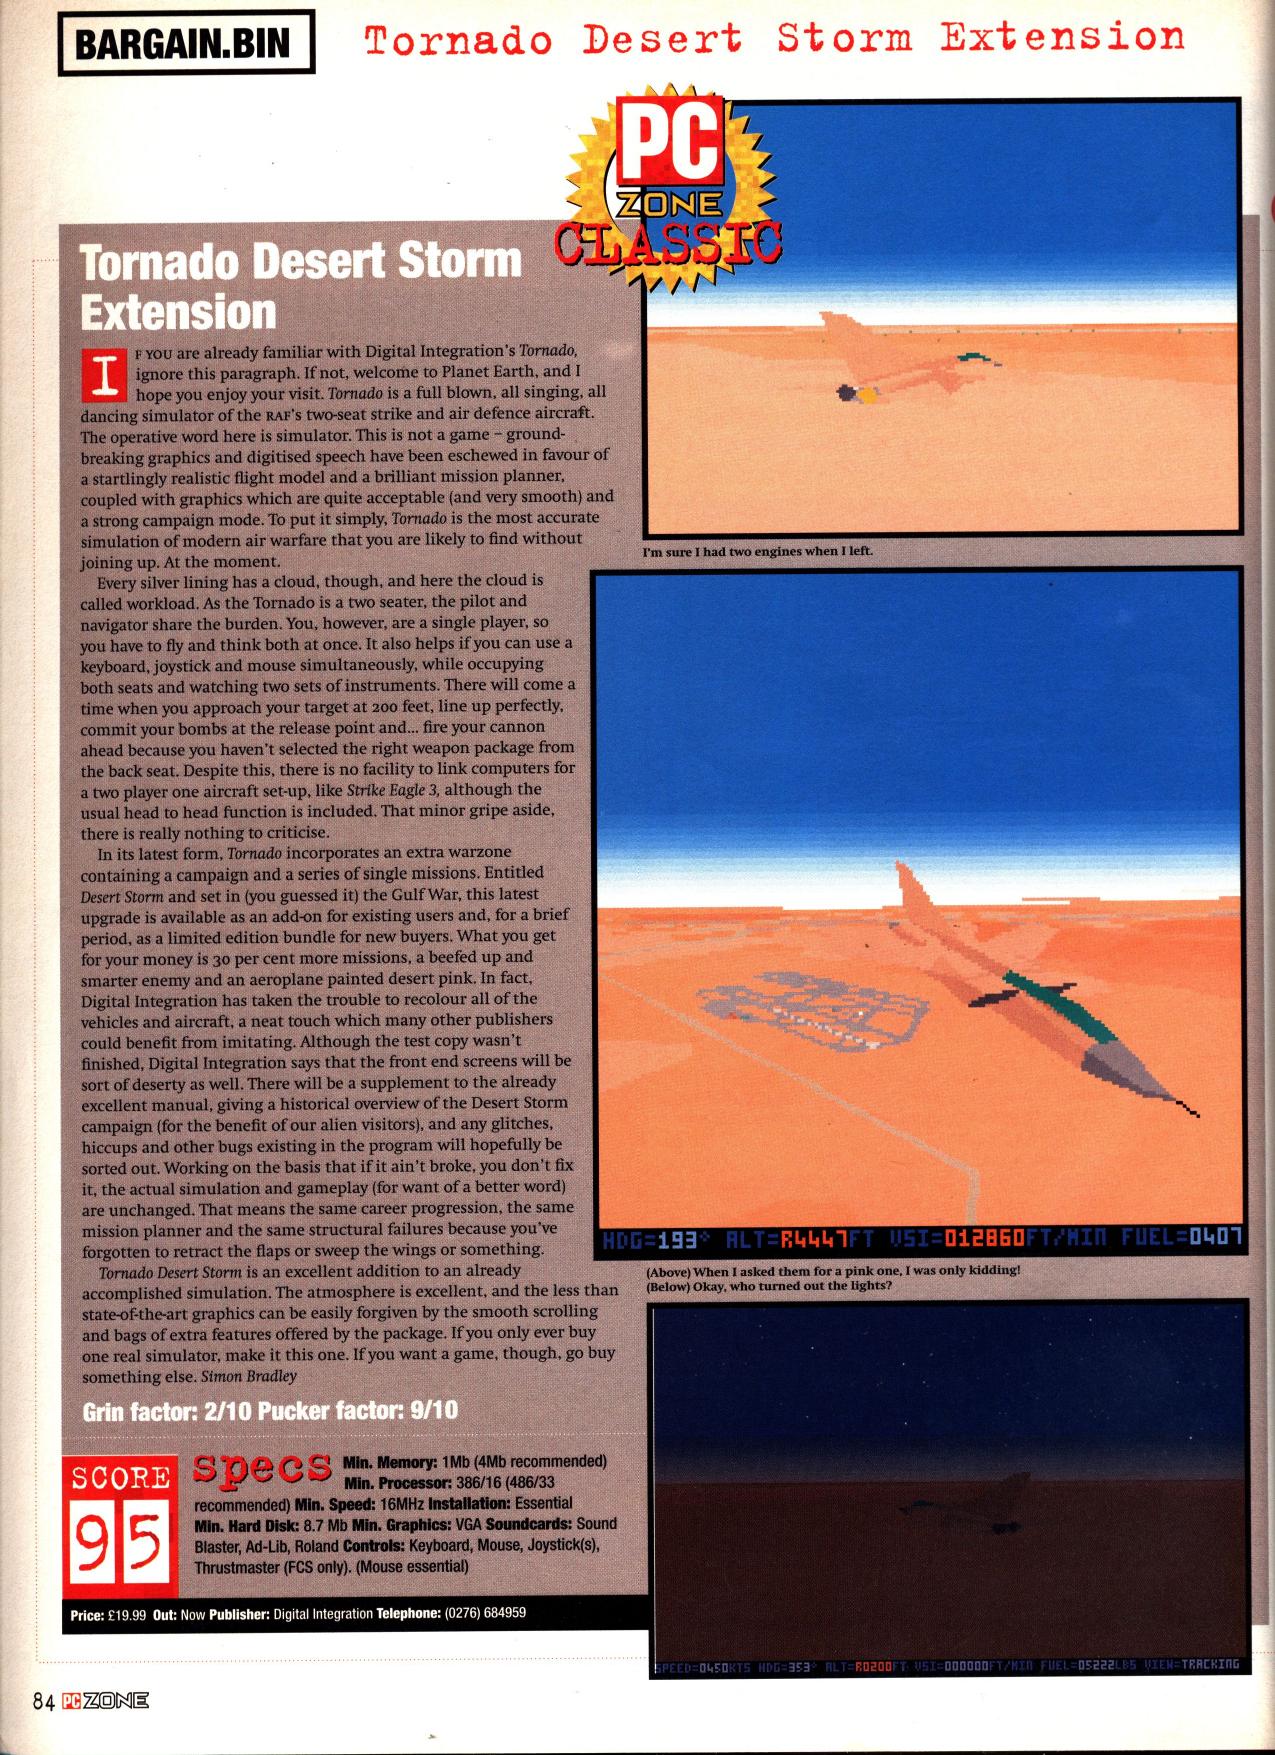 BARGAIN.BIN
Tornado Desert Storm Extension
PC
ZONE
CLASSIC
Tornado Desert Storm
Extension
IF YOU are already familiar with Digital Integration's Tornado,
ignore this paragraph. If not, welcome to Planet Earth, and I
hope you enjoy your visit. Tornado is a full blown, all singing, all
dancing simulator of the RAF's two-seat strike and air defence aircraft.
The operative word here is simulator. This is not a game – ground-
breaking graphics and digitised speech have been eschewed in favour of
a startlingly realistic flight model and a brilliant mission planner,
coupled with graphics which are quite acceptable (and very smooth) and
a strong campaign mode. To put it simply, Tornado is the most accurate
simulation of modern air warfare that you are likely to find without
joining up. At the moment.
Every silver lining has a cloud, though, and here the cloud is
called workload. As the Tornado is a two seater, the pilot and
navigator share the burden. You, however, are a single player, so
you have to fly and think both at once. It also helps if you can use a
keyboard, joystick and mouse simultaneously, while occupying
both seats and watching two sets of instruments. There will come a
time when you approach your target at 200 feet, line up perfectly,
commit your bombs at the release point and... fire your cannon
ahead because you haven't selected the right weapon package from
the back seat. Despite this, there is no facility to link computers for
a two player one aircraft set-up, like Strike Eagle 3, although the
usual head to head function is included. That minor gripe aside,
there is really nothing to criticise.
In its latest form, Tornado incorporates an extra warzone
containing a campaign and a series of single missions. Entitled
Desert Storm and set in (you guessed it) the Gulf War, this latest
upgrade is available as an add-on for existing users and, for a brief
period, as a limited edition bundle for new buyers. What you get
for your money is 30 per cent more missions, a beefed up and
smarter enemy and an aeroplane painted desert pink. In fact,
Digital Integration has taken the trouble to recolour all of the
vehicles and aircraft, a neat touch which many other publishers
could benefit from imitating. Although the test copy wasn't
finished, Digital Integration says that the front end screens will be
sort of deserty as well. There will be a supplement to the already
excellent manual, giving a historical overview of the Desert Storm
campaign (for the benefit of our alien visitors), and any glitches,
hiccups and other bugs existing in the program will hopefully be
sorted out. Working on the basis that if it ain't broke, you don't fix
it, the actual simulation and gameplay (for want of a better word)
are unchanged. That means the same career progression, the same
mission planner and the same structural failures because you've
forgotten to retract the flaps or sweep the wings or something.
Tornado Desert Storm is an excellent addition to an already
accomplished simulation. The atmosphere is excellent, and the less than
state-of-the-art graphics can be easily forgiven by the smooth scrolling
and bags of extra features offered by the package. If you only ever buy
one real simulator, make it this one. If you want a game, though, go buy
something else. Simon Bradley
Grin factor: 2/10 Pucker factor: 9/10
SCORE
95
specs Min. Memory: 1Mb (4Mb recommended)
Min. Processor: 386/16 (486/33
recommended) Min. Speed: 16MHz Installation: Essential
Min. Hard Disk: 8.7 Mb Min. Graphics: VGA Soundcards: Sound
Blaster, Ad-Lib, Roland Controls: Keyboard, Mouse, Joystick(s),
Thrustmaster (FCS only). (Mouse essential)
Price: £19.99 Out: Now Publisher: Digital Integration Telephone: (0276) 684959
I'm sure I had two engines when I left.
HDG=193° ALT=R4447FT VSI=012860FT/MIN FUEL=0407
(Above) When I asked them for a pink one, I was only kidding!
(Below) Okay, who turned out the lights?
SPEED=0450KTS HDG=353° ALT=R0200FT VSI=000000FT/MIN FUEL=05222LBS VIEW=TRACKING
84 PC ZONE